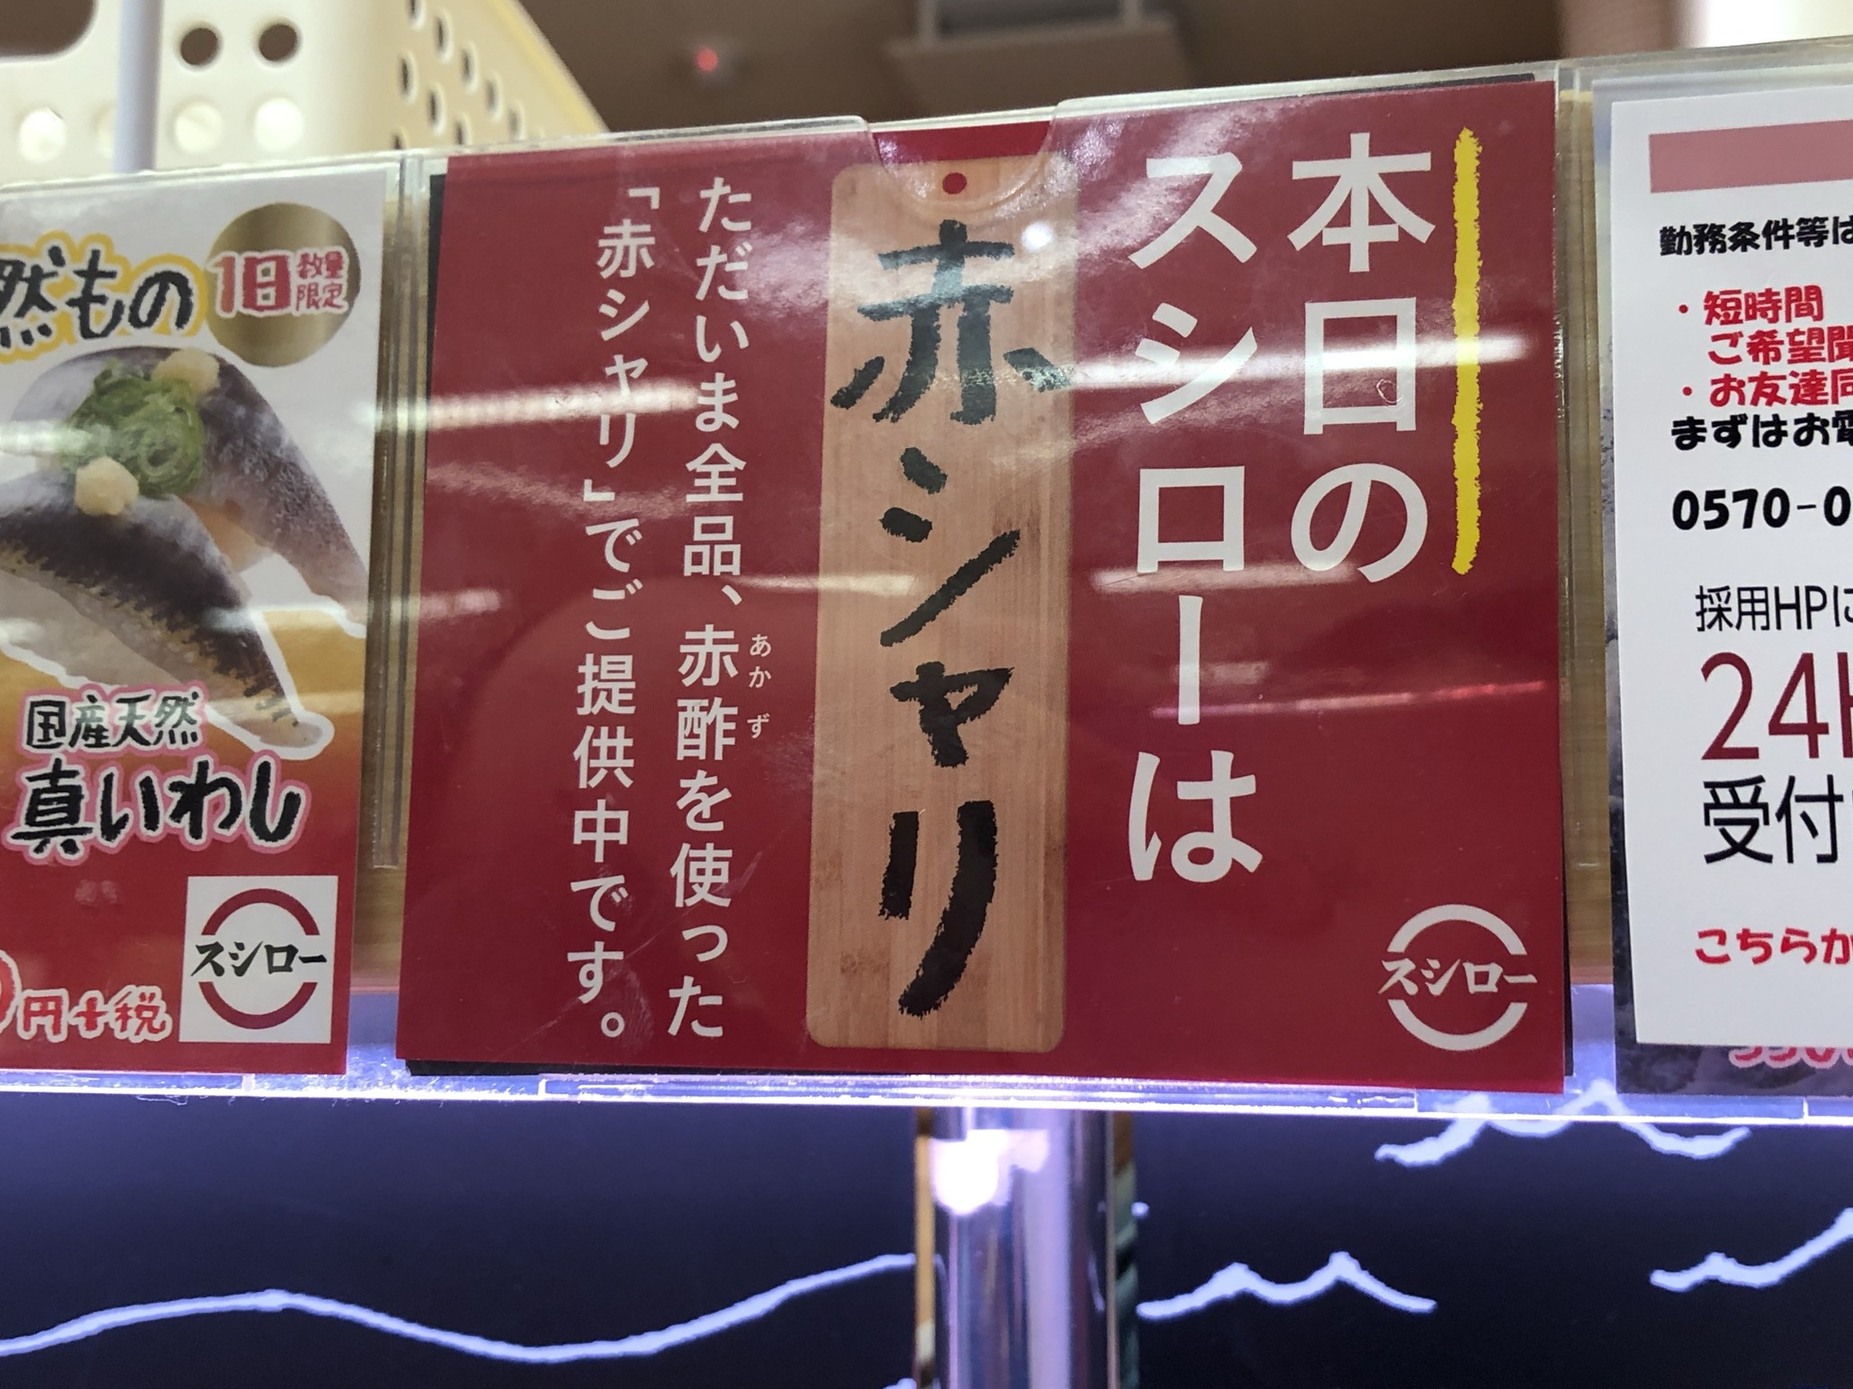 然もの
1日
数量
限定
国産天然
真いわし
円+税
スシロー
本日の
スシローは
赤シャリ
ただいま全品、赤酢を使った
あかず
「赤シャリ」でご提供中です。
スシロー
勤務条件等は
・短時間
ご希望
・お友達
まずはお
0570-0
採用HPに
24
受付
こちらか